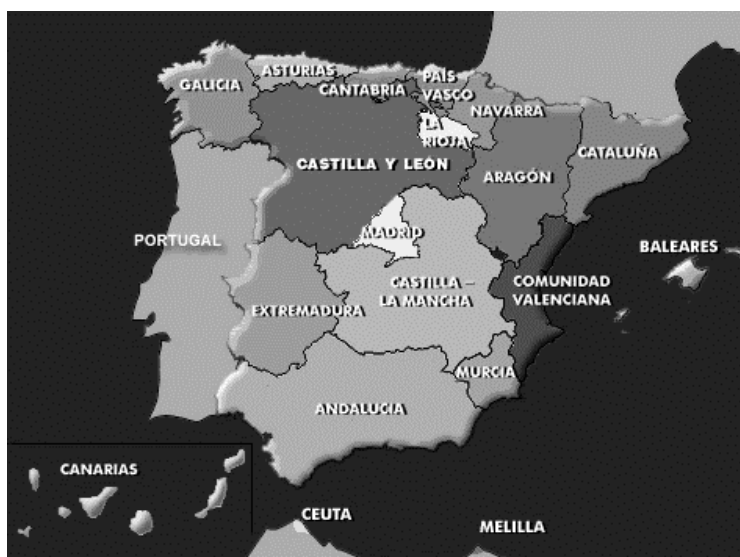 GALICIA
ASTURIAS
CANTABRIA
PAÍS
VASCO
NAVARRA
LA
RIOJA
CATALUÑA
CASTILLA Y LEÓN
ARAGÓN
MADRID
PORTUGAL
BALEARES
CASTILLA –
LA MANCHA
COMUNIDAD
VALENCIANA
EXTREMADURA
MURCIA
ANDALUCIA
CANARIAS
CEUTA
MELILLA